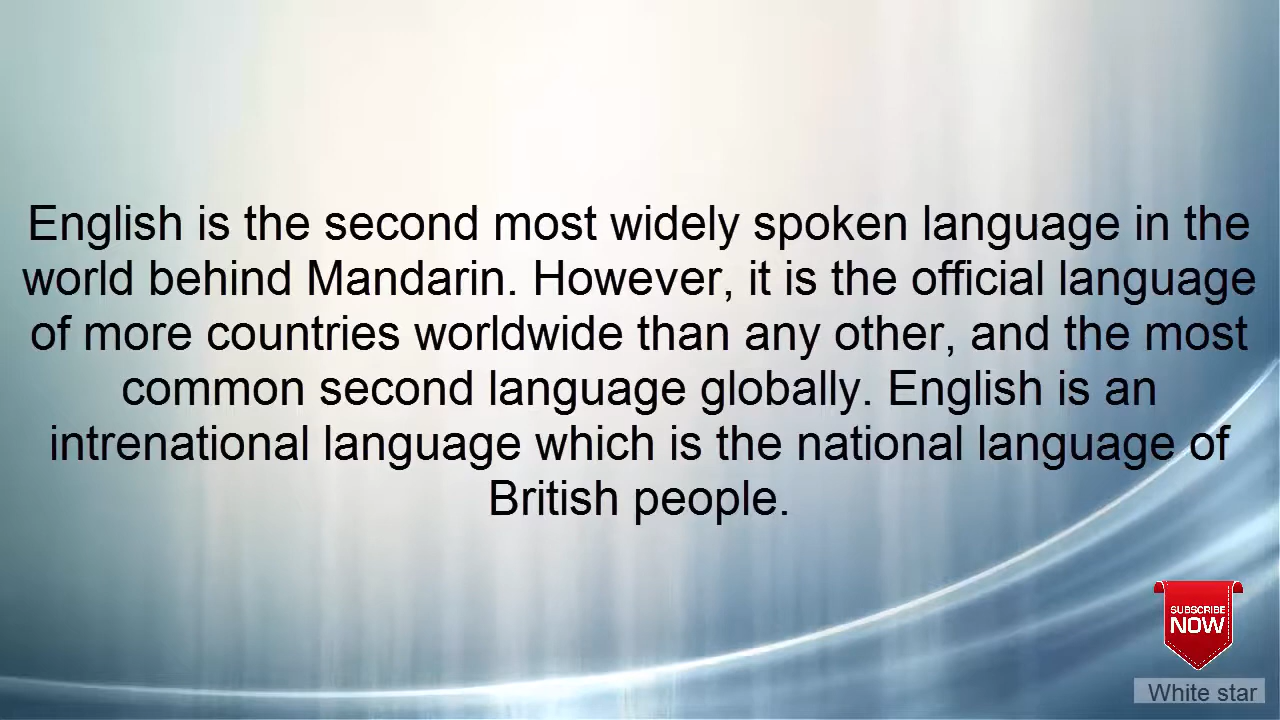 English is the second most widely spoken language in the
world behind Mandarin. However, it is the official language
of more countries worldwide than any other, and the most
common second language globally. English is an
intrenational language which is the national language of
British people.
SUBSCRIBE
NOW
White star